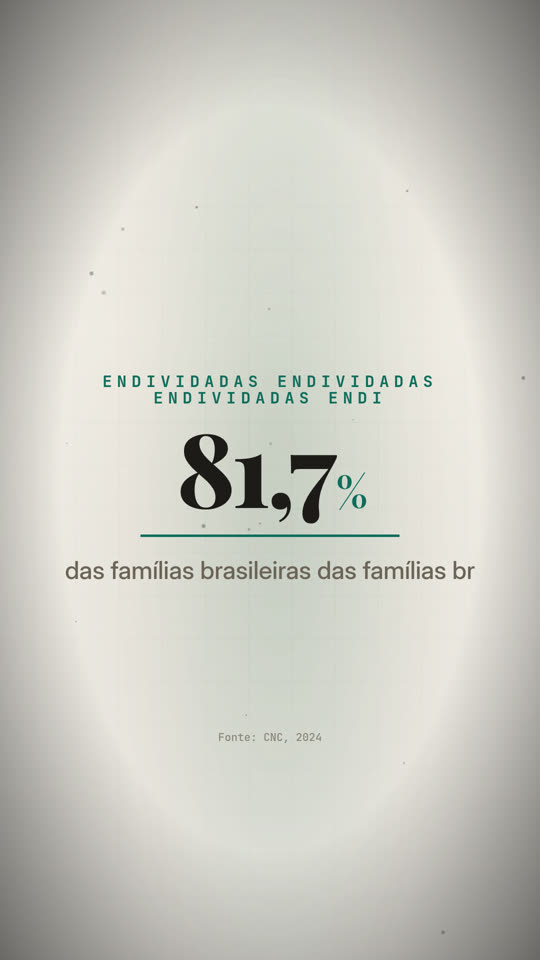 ENDIVIDADAS ENDIVIDADAS
ENDIVIDADAS ENDI
81,7%
das famílias brasileiras das famílias br
Fonte: CNC, 2024